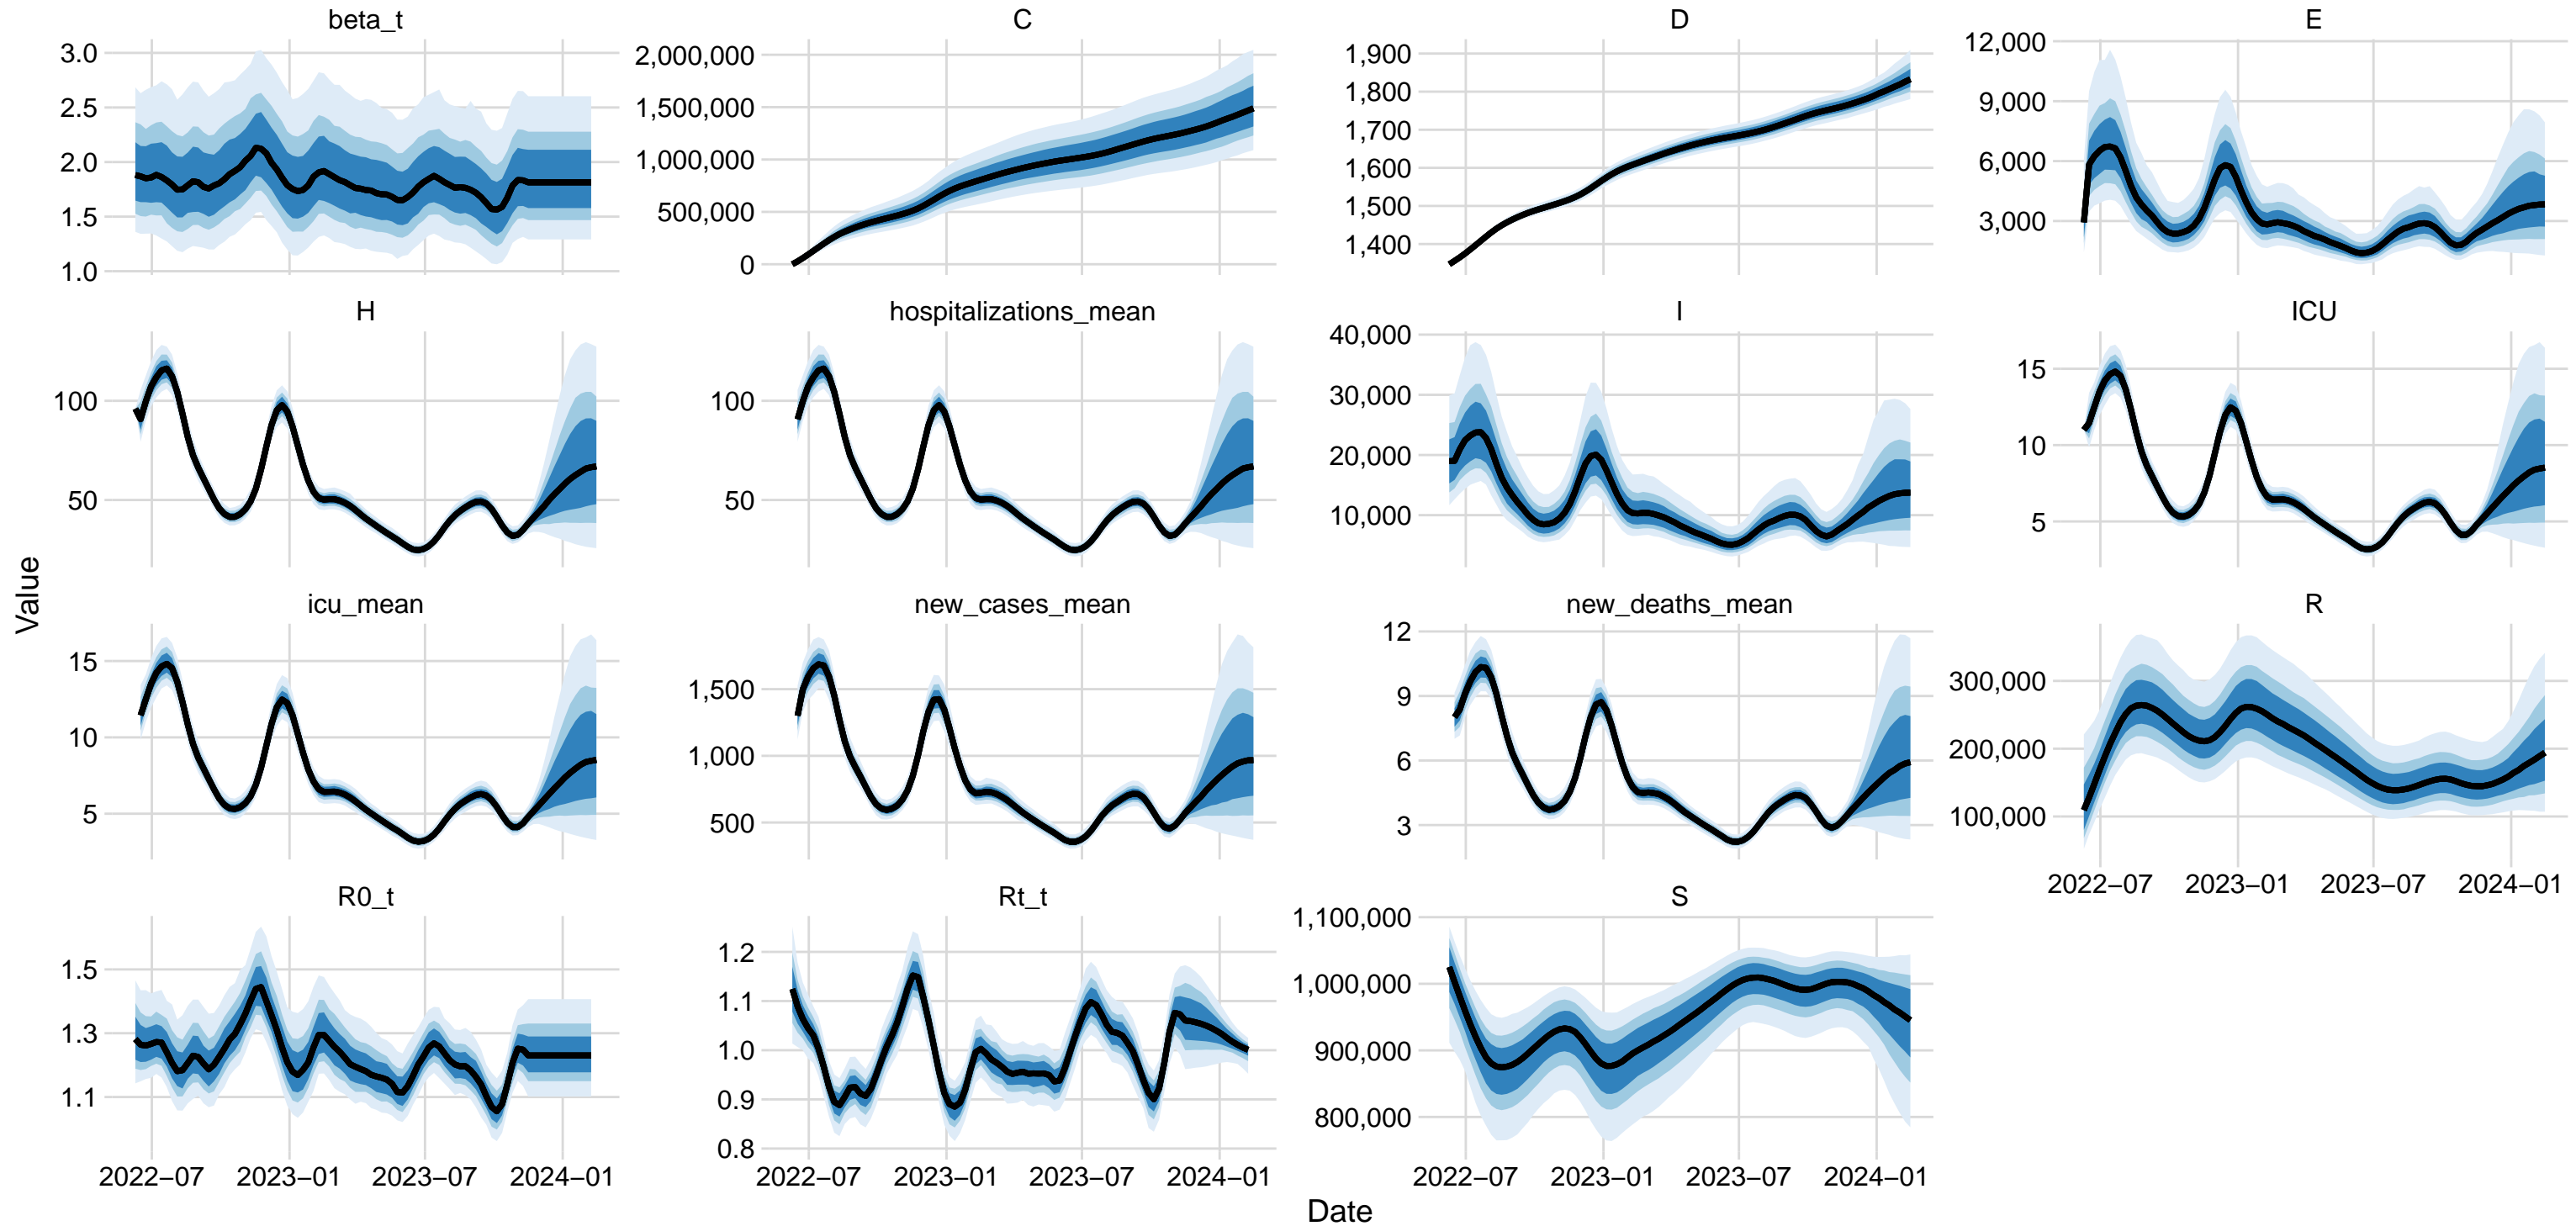 beta_t
C
D
E
3.0
2.5
2.0
1.5
1.0
2,000,000
1,500,000
1,000,000
500,000
0
1,900
1,800
1,700
1,600
1,500
1,400
12,000
9,000
6,000
3,000
H
hospitalizations_mean
I
ICU
100
50
100
50
40,000
30,000
20,000
10,000
15
10
5
Value
icu_mean
new_cases_mean
new_deaths_mean
R
15
10
5
1,500
1,000
500
12
9
6
3
300,000
200,000
100,000
2022−07 2023−01 2023−07 2024−01
R0_t
Rt_t
S
1.5
1.3
1.1
1.2
1.1
1.0
0.9
0.8
1,100,000
1,000,000
900,000
800,000
2022−07 2023−01 2023−07 2024−01
2022−07 2023−01 2023−07 2024−01
2022−07 2023−01 2023−07 2024−01
Date